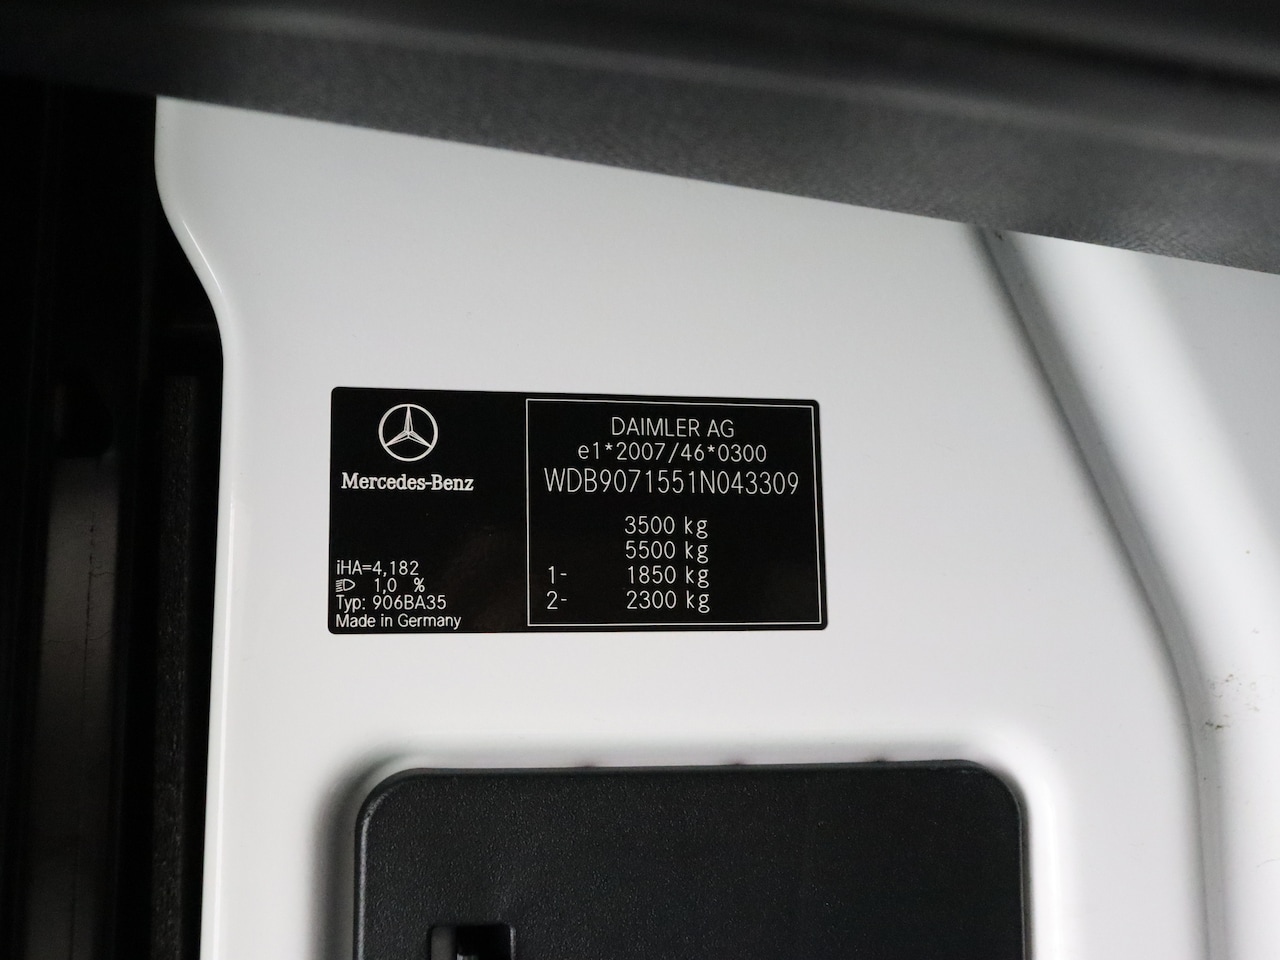 Mercedes-Benz
iHA=4,182
1,0 %
Typ: 906BA35
Made in Germany
DAIMLER AG
e1*2007/46*0300
WDB9071551N043309
3500 kg
5500 kg
1- 1850 kg
2- 2300 kg